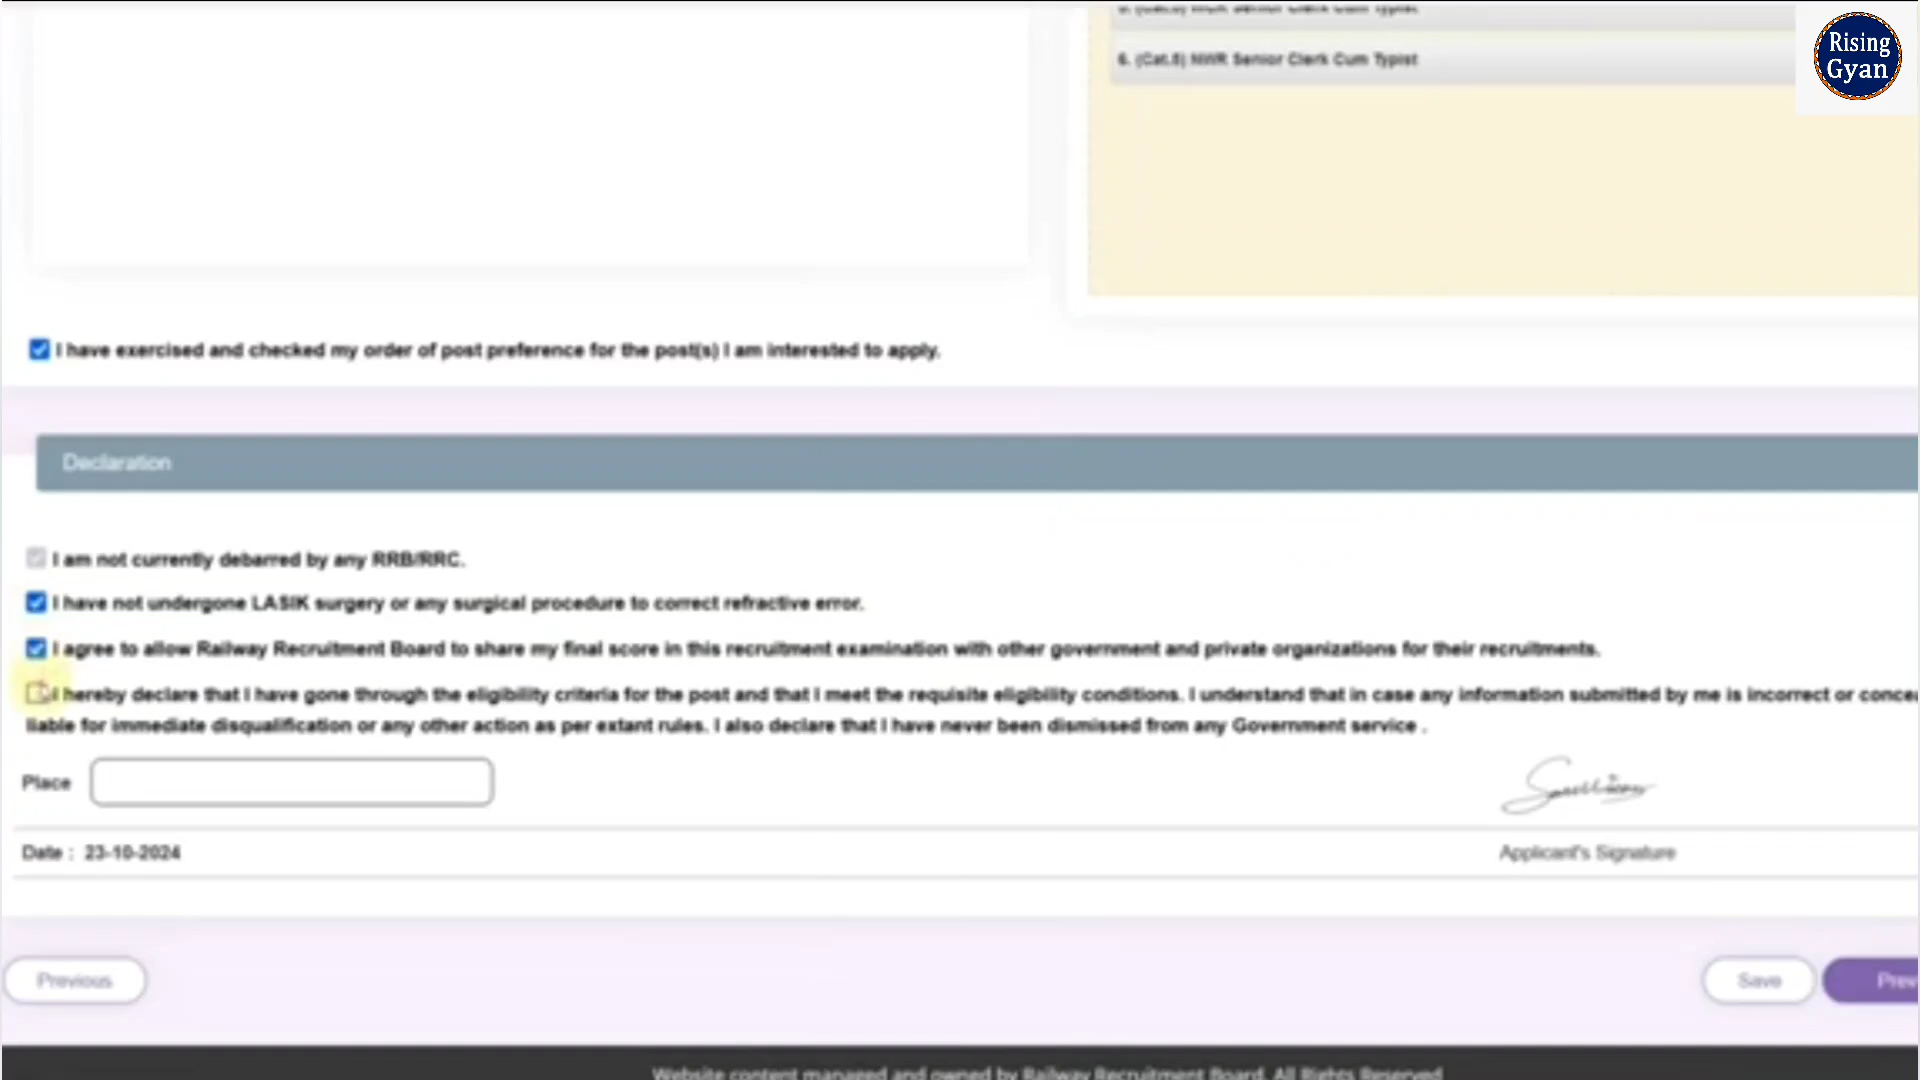 Senior Clerk Cum Typist
6. (Cat.5) NWR Senior Clerk Cum Typist
Rising
Gyan
I have exercised and checked my order of post preference for the post(s) I am interested to apply.
Declaration
I am not currently debarred by any RRB/RRC.
I have not undergone LASIK surgery or any surgical procedure to correct refractive error.
I agree to allow Railway Recruitment Board to share my final score in this recruitment examination with other government and private organizations for their recruitments.
I hereby declare that I have gone through the eligibility criteria for the post and that I meet the requisite eligibility conditions. I understand that in case any information submitted by me is incorrect or concea
liable for immediate disqualification or any other action as per extant rules. I also declare that I have never been dismissed from any Government service .
Place
Date : 23-10-2024
Applicant's Signature
Previous
Save
Prev
Website content managed and owned by Railway Recruitment Board. All Rights Reserved